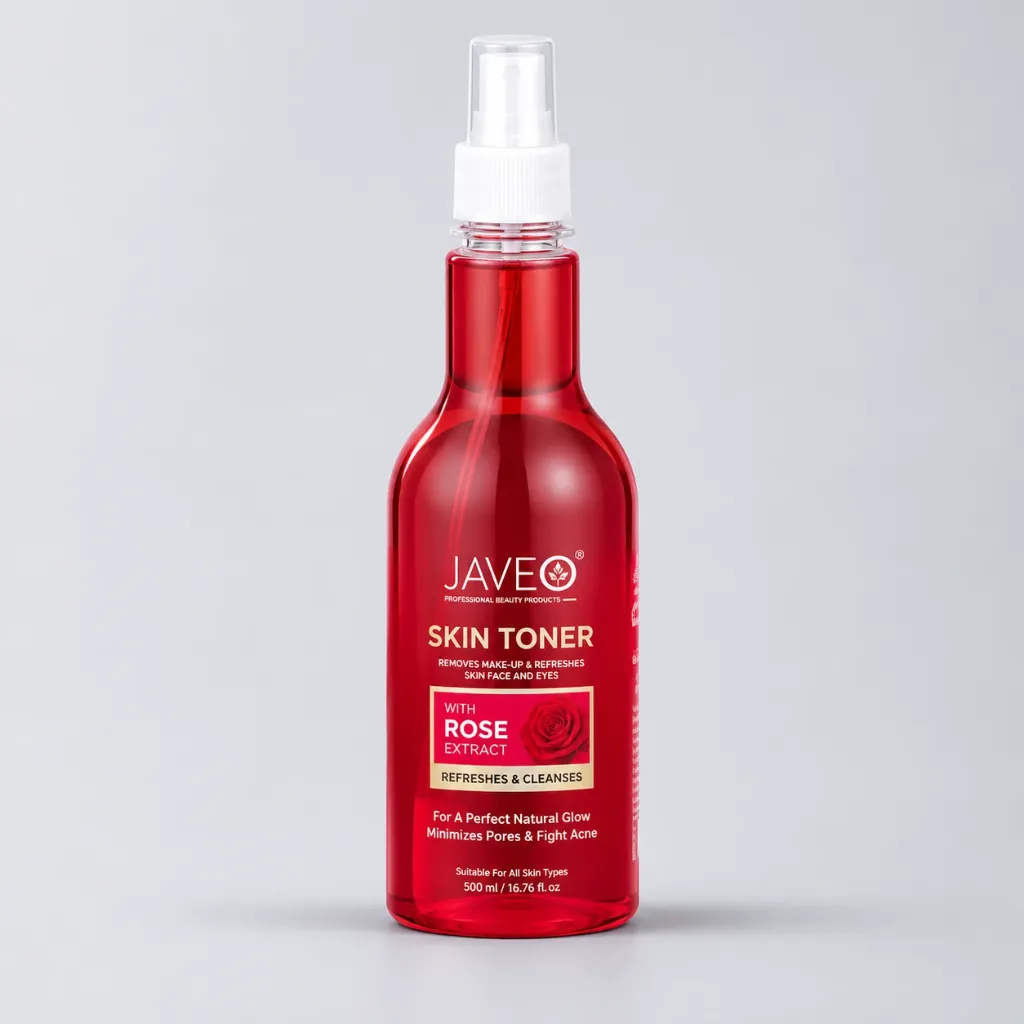 JAVEO®
PROFESSIONAL BEAUTY PRODUCTS
SKIN TONER
REMOVES MAKE-UP & REFRESHES
SKIN FACE AND EYES
WITH
ROSE
EXTRACT
REFRESHES & CLEANSES
For A Perfect Natural Glow
Minimizes Pores & Fight Acne
Suitable For All Skin Types
500 ml / 16.76 fl. oz